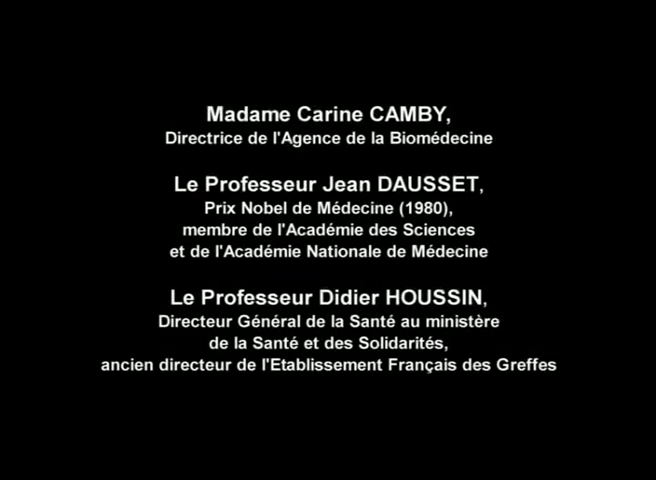 Madame Carine CAMBY,
Directrice de l'Agence de la Biomédecine
Le Professeur Jean DAUSSET,
Prix Nobel de Médecine (1980),
membre de l'Académie des Sciences
et de l'Académie Nationale de Médecine
Le Professeur Didier HOUSSIN,
Directeur Général de la Santé au ministère
de la Santé et des Solidarités,
ancien directeur de l'Etablissement Français des Greffes